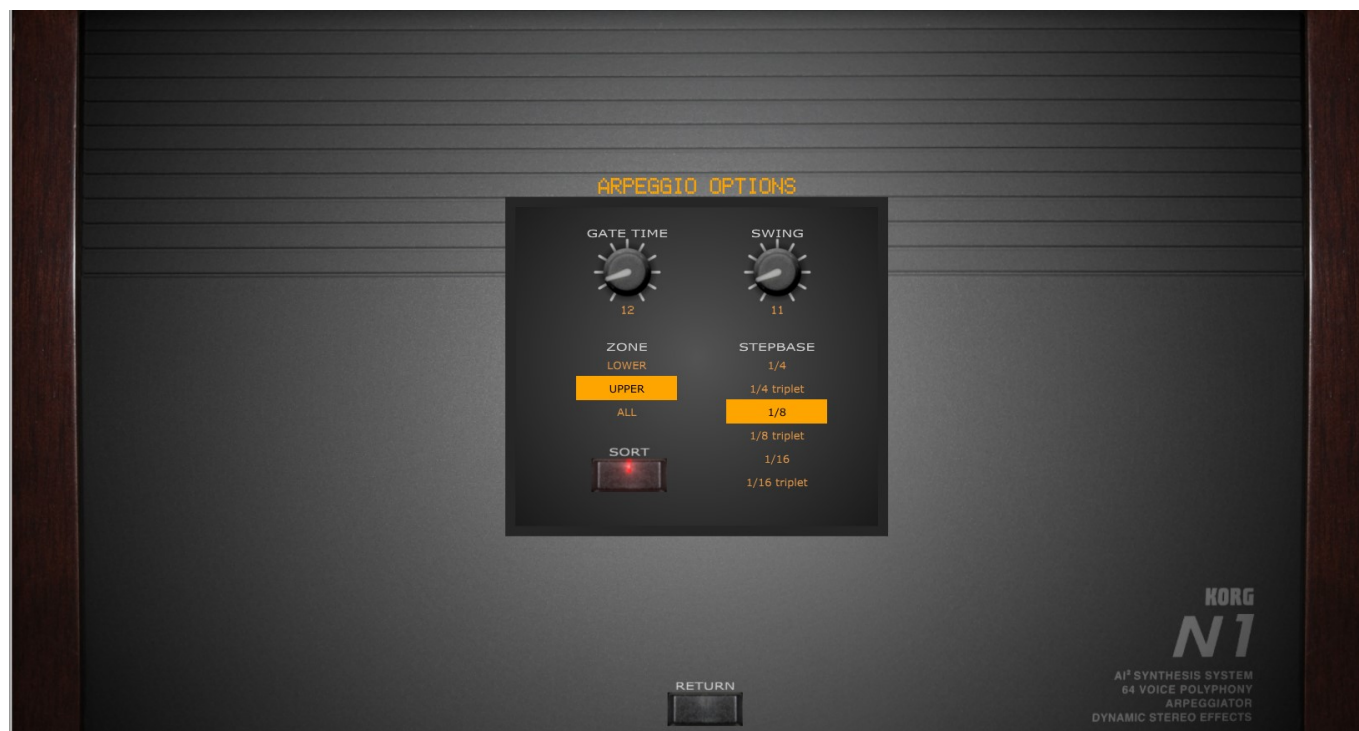 ARPEGGIO OPTIONS
GATE TIME
12
SWING
11
ZONE
LOWER
UPPER
ALL
SORT
STEPBASE
1/4
1/4 triplet
1/8
1/8 triplet
1/16
1/16 triplet
RETURN
KORG
N1
AI² SYNTHESIS SYSTEM
64 VOICE POLYPHONY
ARPEGGIATOR
DYNAMIC STEREO EFFECTS